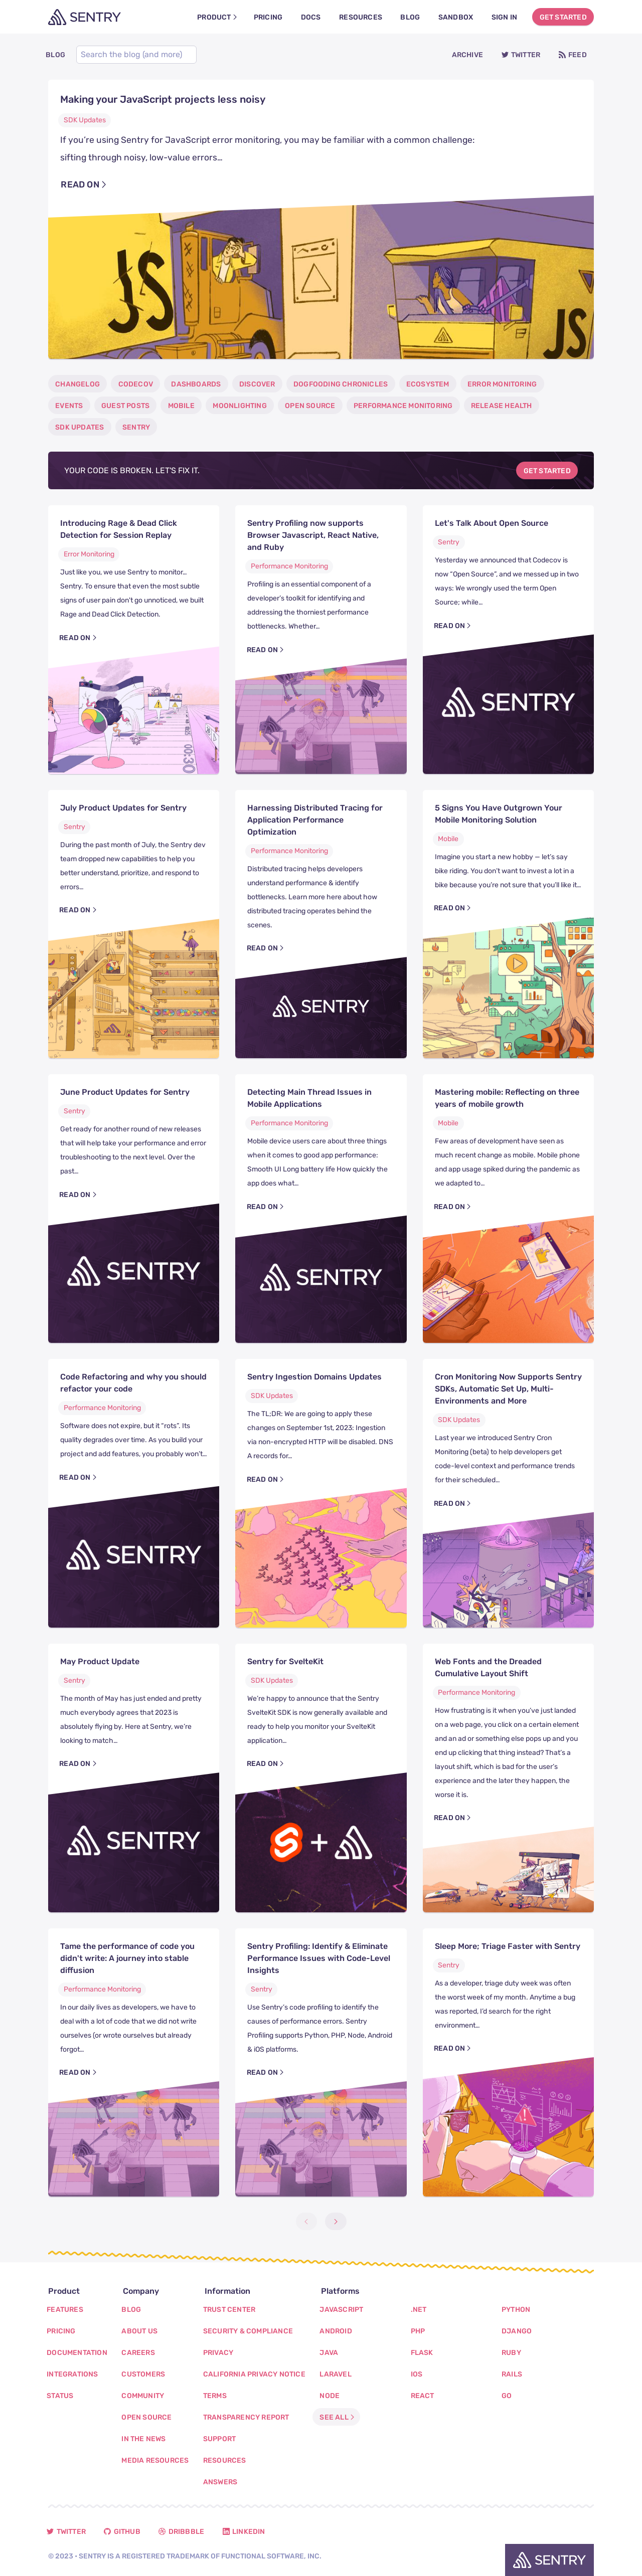 SENTRY
PRODUCT
PRICING
DOCS
RESOURCES
BLOG
SANDBOX
SIGN IN
GET STARTED
BLOG
Search the blog (and more)
ARCHIVE
TWITTER
FEED
Making your JavaScript projects less noisy
SDK Updates
If you're using Sentry for JavaScript error monitoring, you may be familiar with a common challenge:
sifting through noisy, low-value errors…
READ ON
JS
JS
CHANGELOG
CODECOV
DASHBOARDS
DISCOVER
DOGFOODING CHRONICLES
ECOSYSTEM
ERROR MONITORING
EVENTS
GUEST POSTS
MOBILE
MOONLIGHTING
OPEN SOURCE
PERFORMANCE MONITORING
RELEASE HEALTH
SDK UPDATES
SENTRY
YOUR CODE IS BROKEN. LET'S FIX IT.
GET STARTED
Introducing Rage & Dead Click
Detection for Session Replay
Error Monitoring
Just like you, we use Sentry to monitor…
Sentry. To ensure that even the most subtle
signs of user pain don't go unnoticed, we built
Rage and Dead Click Detection.
READ ON
00:30
Sentry Profiling now supports
Browser Javascript, React Native,
and Ruby
Performance Monitoring
Profiling is an essential component of a
developer's toolkit for identifying and
addressing the thorniest performance
bottlenecks. Whether…
READ ON
Let's Talk About Open Source
Sentry
Yesterday we announced that Codecov is
now "Open Source", and we messed up in two
ways: We wrongly used the term Open
Source; while…
READ ON
SENTRY
July Product Updates for Sentry
Sentry
During the past month of July, the Sentry dev
team dropped new capabilities to help you
better understand, prioritize, and respond to
errors…
READ ON
Harnessing Distributed Tracing for
Application Performance
Optimization
Performance Monitoring
Distributed tracing helps developers
understand performance & identify
bottlenecks. Learn more here about how
distributed tracing operates behind the
scenes.
READ ON
SENTRY
5 Signs You Have Outgrown Your
Mobile Monitoring Solution
Mobile
Imagine you start a new hobby — let's say
bike riding. You don't want to invest a lot in a
bike because you're not sure that you'll like it…
READ ON
June Product Updates for Sentry
Sentry
Get ready for another round of new releases
that will help take your performance and error
troubleshooting to the next level. Over the
past…
READ ON
SENTRY
Detecting Main Thread Issues in
Mobile Applications
Performance Monitoring
Mobile device users care about three things
when it comes to good app performance:
Smooth UI Long battery life How quickly the
app does what…
READ ON
SENTRY
Mastering mobile: Reflecting on three
years of mobile growth
Mobile
Few areas of development have seen as
much recent change as mobile. Mobile phone
and app usage spiked during the pandemic as
we adapted to…
READ ON
Code Refactoring and why you should
refactor your code
Performance Monitoring
Software does not expire, but it "rots". Its
quality degrades over time. As you build your
project and add features, you probably won't…
READ ON
SENTRY
Sentry Ingestion Domains Updates
SDK Updates
The TL;DR: We are going to apply these
changes on September 1st, 2023: Ingestion
via non-encrypted HTTP will be disabled. DNS
A records for…
READ ON
Cron Monitoring Now Supports Sentry
SDKs, Automatic Set Up, Multi-
Environments and More
SDK Updates
Last year we introduced Sentry Cron
Monitoring (beta) to help developers get
code-level context and performance trends
for their scheduled…
READ ON
May Product Update
Sentry
The month of May has just ended and pretty
much everybody agrees that 2023 is
absolutely flying by. Here at Sentry, we're
looking to match…
READ ON
SENTRY
Sentry for SvelteKit
SDK Updates
We're happy to announce that the Sentry
SvelteKit SDK is now generally available and
ready to help you monitor your SvelteKit
application…
READ ON
+
Web Fonts and the Dreaded
Cumulative Layout Shift
Performance Monitoring
How frustrating is it when you've just landed
on a web page, you click on a certain element
and an ad or something else pops up and you
end up clicking that thing instead? That's a
layout shift, which is bad for the user's
experience and the later they happen, the
worse it is.
READ ON
Tame the performance of code you
didn't write: A journey into stable
diffusion
Performance Monitoring
In our daily lives as developers, we have to
deal with a lot of code that we did not write
ourselves (or wrote ourselves but already
forgot…
READ ON
Sentry Profiling: Identify & Eliminate
Performance Issues with Code-Level
Insights
Sentry
Use Sentry's code profiling to identify the
causes of performance errors. Sentry
Profiling supports Python, PHP, Node, Android
& iOS platforms.
READ ON
Sleep More; Triage Faster with Sentry
Sentry
As a developer, triage duty week was often
the worst week of my month. Anytime a bug
was reported, I'd search for the right
environment…
READ ON
Product
FEATURES
PRICING
DOCUMENTATION
INTEGRATIONS
STATUS
Company
BLOG
ABOUT US
CAREERS
CUSTOMERS
COMMUNITY
OPEN SOURCE
IN THE NEWS
MEDIA RESOURCES
Information
TRUST CENTER
SECURITY & COMPLIANCE
PRIVACY
CALIFORNIA PRIVACY NOTICE
TERMS
TRANSPARENCY REPORT
SUPPORT
RESOURCES
ANSWERS
Platforms
JAVASCRIPT
ANDROID
JAVA
LARAVEL
NODE
SEE ALL
.NET
PHP
FLASK
IOS
REACT
PYTHON
DJANGO
RUBY
RAILS
GO
TWITTER
GITHUB
DRIBBBLE
LINKEDIN
© 2023 • SENTRY IS A REGISTERED TRADEMARK OF FUNCTIONAL SOFTWARE, INC.
SENTRY